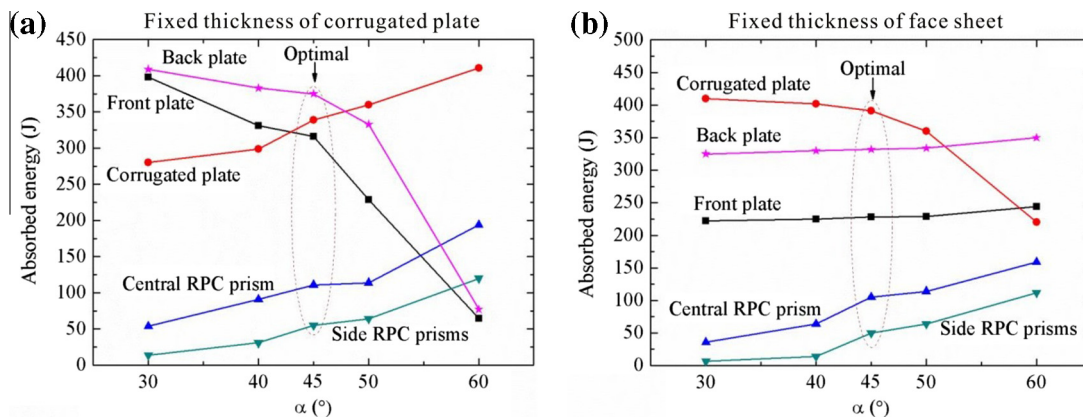 (a) Fixed thickness of corrugated plate
450
400
350
300
250
200
150
100
50
0
Absorbed energy (J)
Back plate
Optimal
Front plate
Corrugated plate
Central RPC prism
Side RPC prisms
30 40 45 50 60
α (°)
(b) Fixed thickness of face sheet
500
450
400
350
300
250
200
150
100
50
0
Absorbed energy (J)
Optimal
Corrugated plate
Back plate
Front plate
Central RPC prism
Side RPC prisms
30 40 45 50 60
α (°)